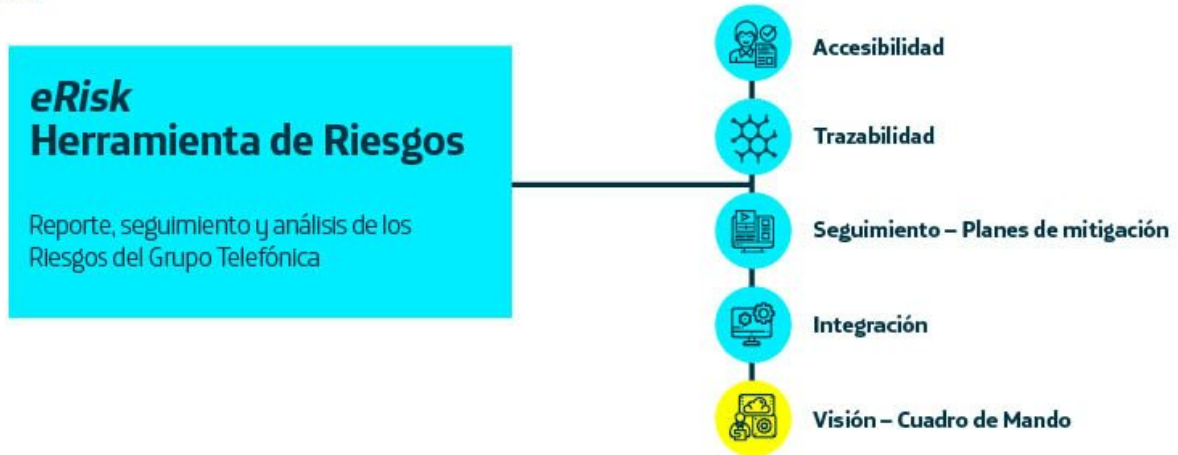 eRisk
Herramienta de Riesgos
Reporte, seguimiento y análisis de los
Riesgos del Grupo Telefónica
Accesibilidad
Trazabilidad
Seguimiento – Planes de mitigación
Integración
Visión – Cuadro de Mando